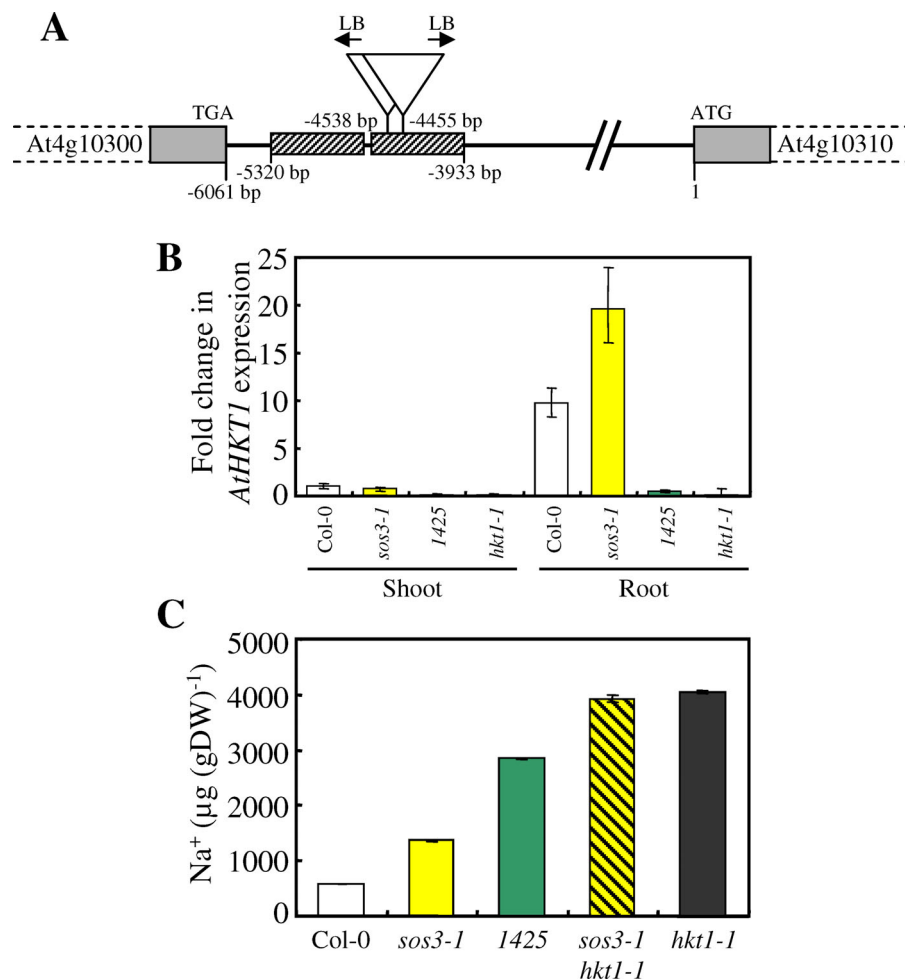 A
LB LB
TGA -4538 bp -4455 bp ATG
At4g10300 At4g10310
-5320 bp -3933 bp
-6061 bp 1
B
Fold change in
AtHKT1 expression
25
20
15
10
5
0
Col-0 sos3-1 1425 hkt1-1 Col-0 sos3-1 1425 hkt1-1
Shoot Root
C
Na⁺ (µg (gDW)⁻¹
5000
4000
3000
2000
1000
0
Col-0 sos3-1 1425 sos3-1 hkt1-1
hkt1-1